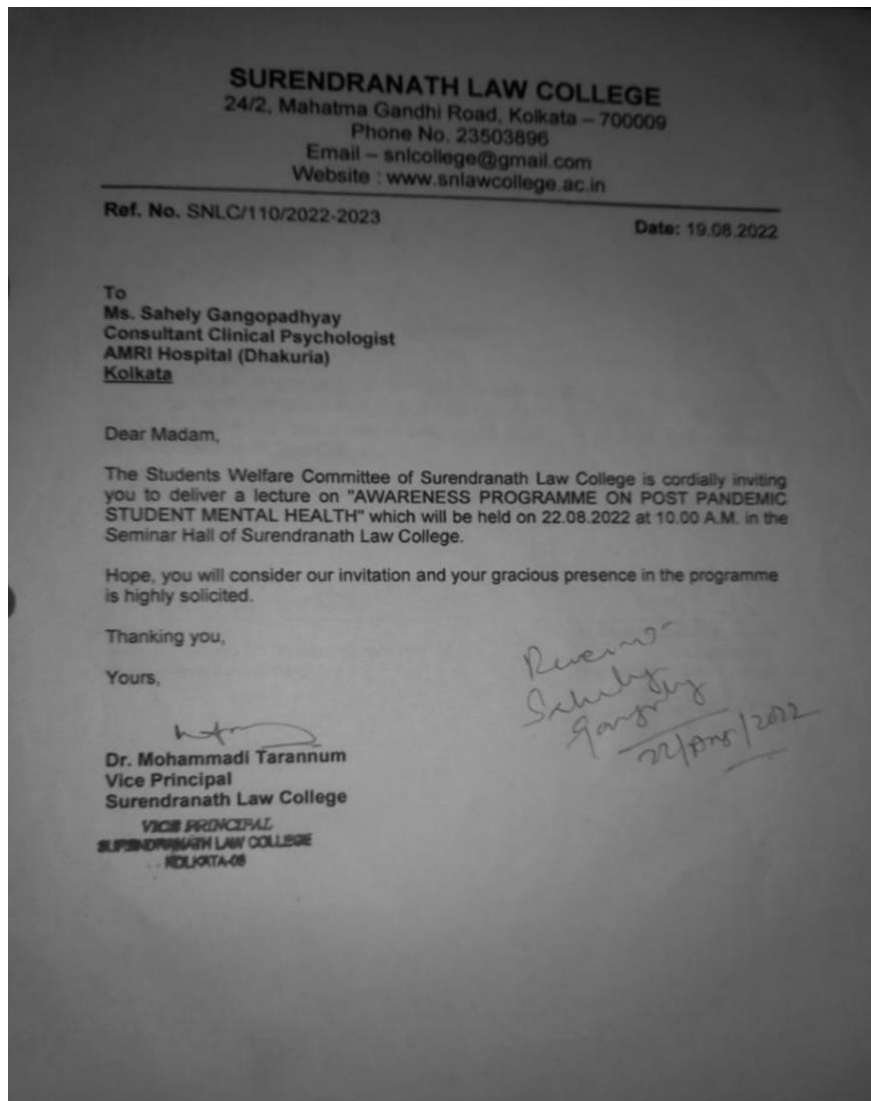 SURENDRANATH LAW COLLEGE
24/2, Mahatma Gandhi Road, Kolkata – 700009
Phone No. 23503896
Email – snlcollege@gmail.com
Website : www.snlawcollege.ac.in
Ref. No. SNLC/110/2022-2023
Date: 19.08.2022
To
Ms. Sahely Gangopadhyay
Consultant Clinical Psychologist
AMRI Hospital (Dhakuria)
Kolkata
Dear Madam,
The Students Welfare Committee of Surendranath Law College is cordially inviting
you to deliver a lecture on "AWARENESS PROGRAMME ON POST PANDEMIC
STUDENT MENTAL HEALTH" which will be held on 22.08.2022 at 10.00 A.M. in the
Seminar Hall of Surendranath Law College.
Hope, you will consider our invitation and your gracious presence in the programme
is highly solicited.
Thanking you,
Yours,
Sahely
22/Aug/2022
Dr. Mohammadi Tarannum
Vice Principal
Surendranath Law College
VICE PRINCIPAL
SURENDRANATH LAW COLLEGE
KOLKATA-09